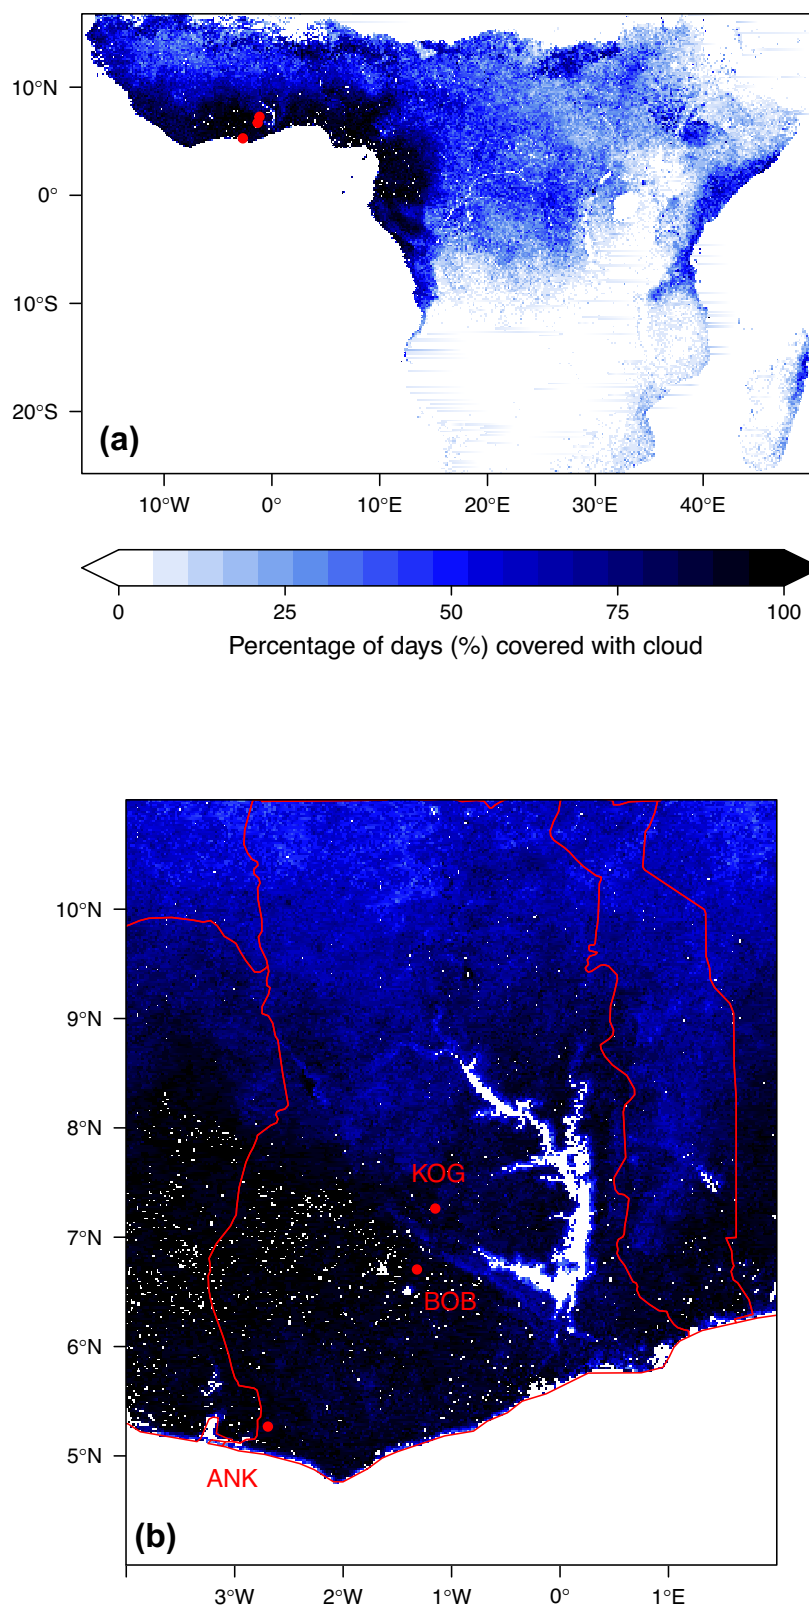 10°N
0°
10°S
20°S
(a)
10°W 0° 10°E 20°E 30°E 40°E
0 25 50 75 100
Percentage of days (%) covered with cloud
10°N
9°N
8°N
KOG
7°N
BOB
6°N
5°N
ANK
(b)
3°W 2°W 1°W 0° 1°E